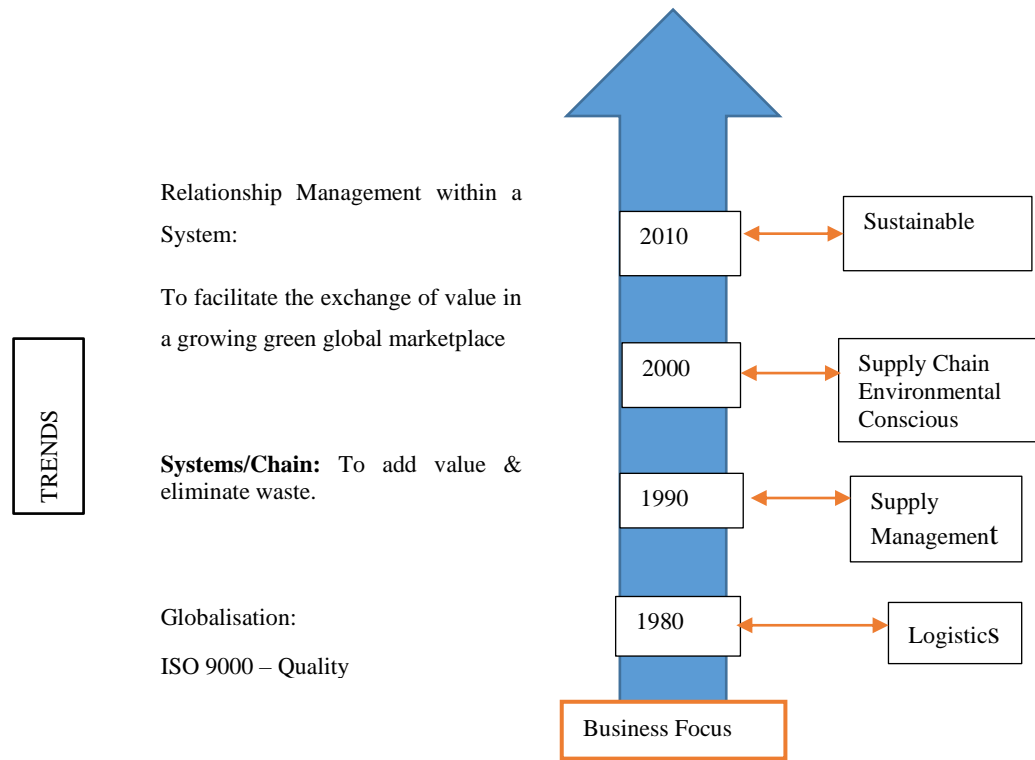 Relationship Management within a
System:
To facilitate the exchange of value in
a growing green global marketplace
TRENDS
Systems/Chain: To add value &
eliminate waste.
Globalisation:
ISO 9000 – Quality
2010
Sustainable
2000
Supply Chain
Environmental
Conscious
1990
Supply
Management
1980
Logistics
Business Focus